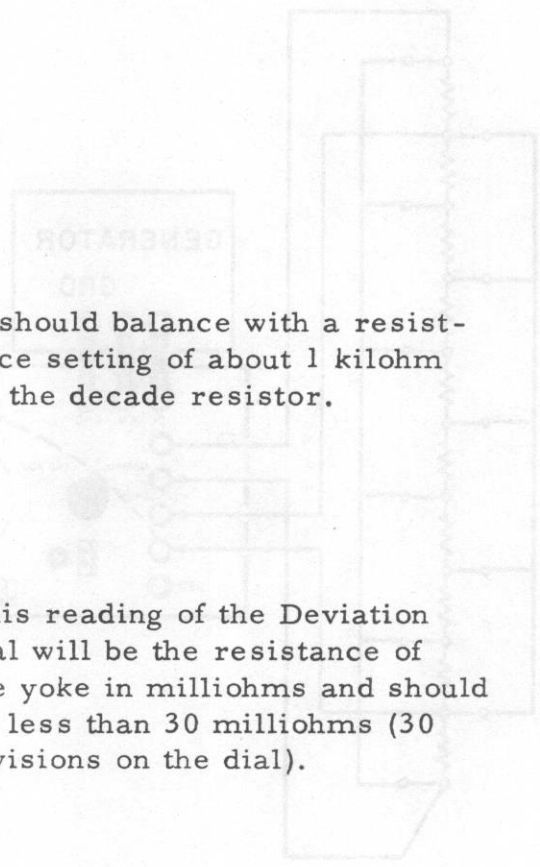 GENERATOR
GRD
should balance with a resist-
ce setting of about 1 kilohm
the decade resistor.
is reading of the Deviation
al will be the resistance of
e yoke in milliohms and should
less than 30 milliohms (30
visions on the dial).